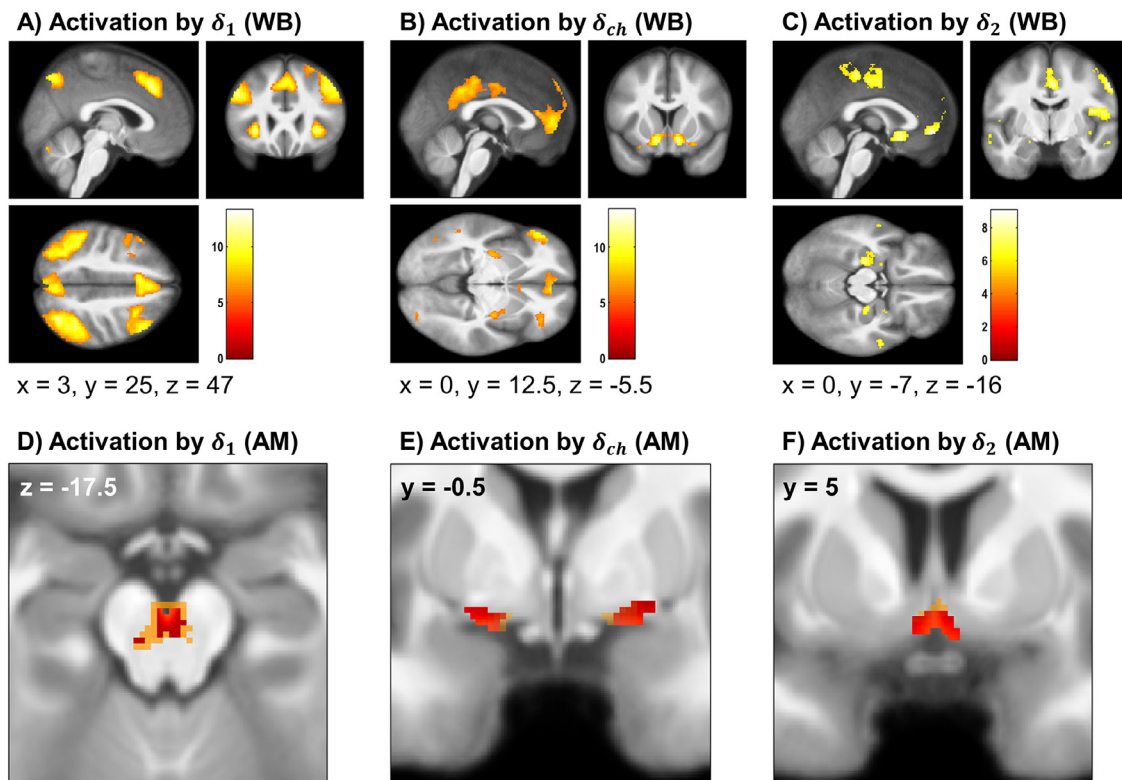 A) Activation by δ₁ (WB)
B) Activation by δ_ch (WB)
C) Activation by δ₂ (WB)
10
5
0
10
5
0
8
6
4
2
0
x = 3, y = 25, z = 47
x = 0, y = 12.5, z = -5.5
x = 0, y = -7, z = -16
D) Activation by δ₁ (AM)
E) Activation by δ_ch (AM)
F) Activation by δ₂ (AM)
z = -17.5
y = -0.5
y = 5